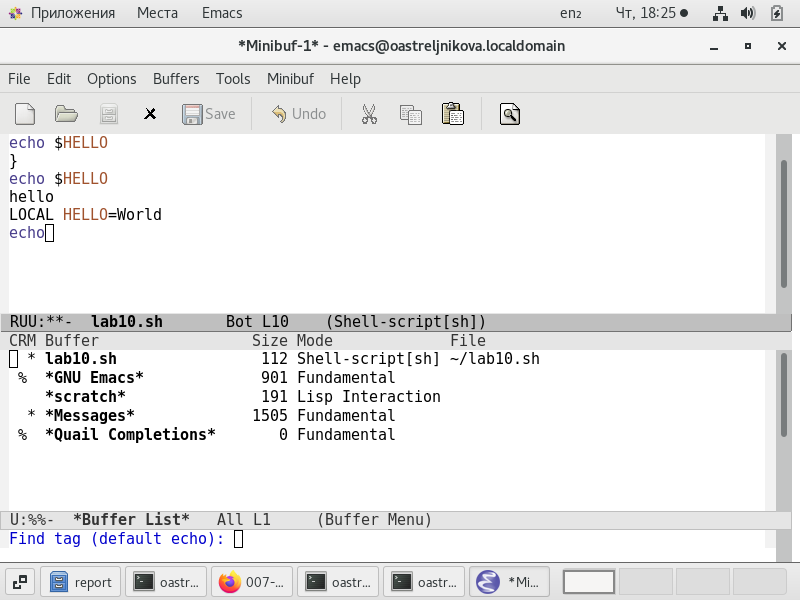 Приложения Места Emacs en₂ Чт, 18:25
*Minibuf-1* - emacs@oastreljnikova.localdomain
File Edit Options Buffers Tools Minibuf Help
Save Undo
echo $HELLO
}
echo $HELLO
hello
LOCAL HELLO=World
echo
RUU:**- lab10.sh Bot L10 (Shell-script[sh])
CRM Buffer Size Mode File
* lab10.sh 112 Shell-script[sh] ~/lab10.sh
% *GNU Emacs* 901 Fundamental
*scratch* 191 Lisp Interaction
* *Messages* 1505 Fundamental
% *Quail Completions* 0 Fundamental
U:%%- *Buffer List* All L1 (Buffer Menu)
Find tag (default echo):
report oastr... 007-... oastr... oastr... *Mi...